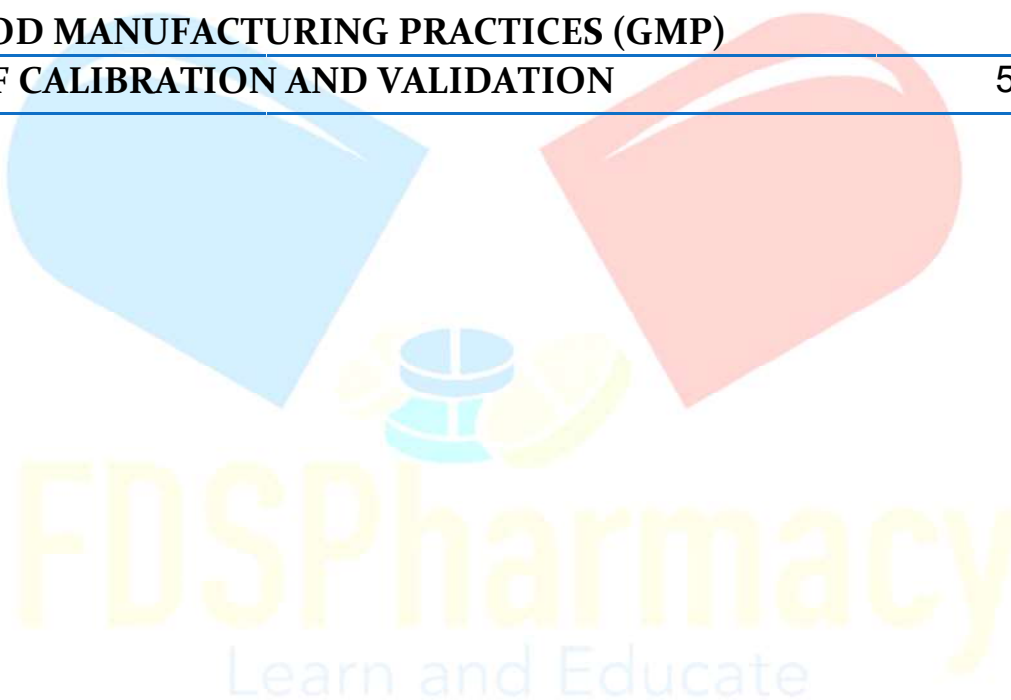 OD MANUFACTURING PRACTICES (GMP)
F CALIBRATION AND VALIDATION 5
FDSPharmacy
Learn and Educate